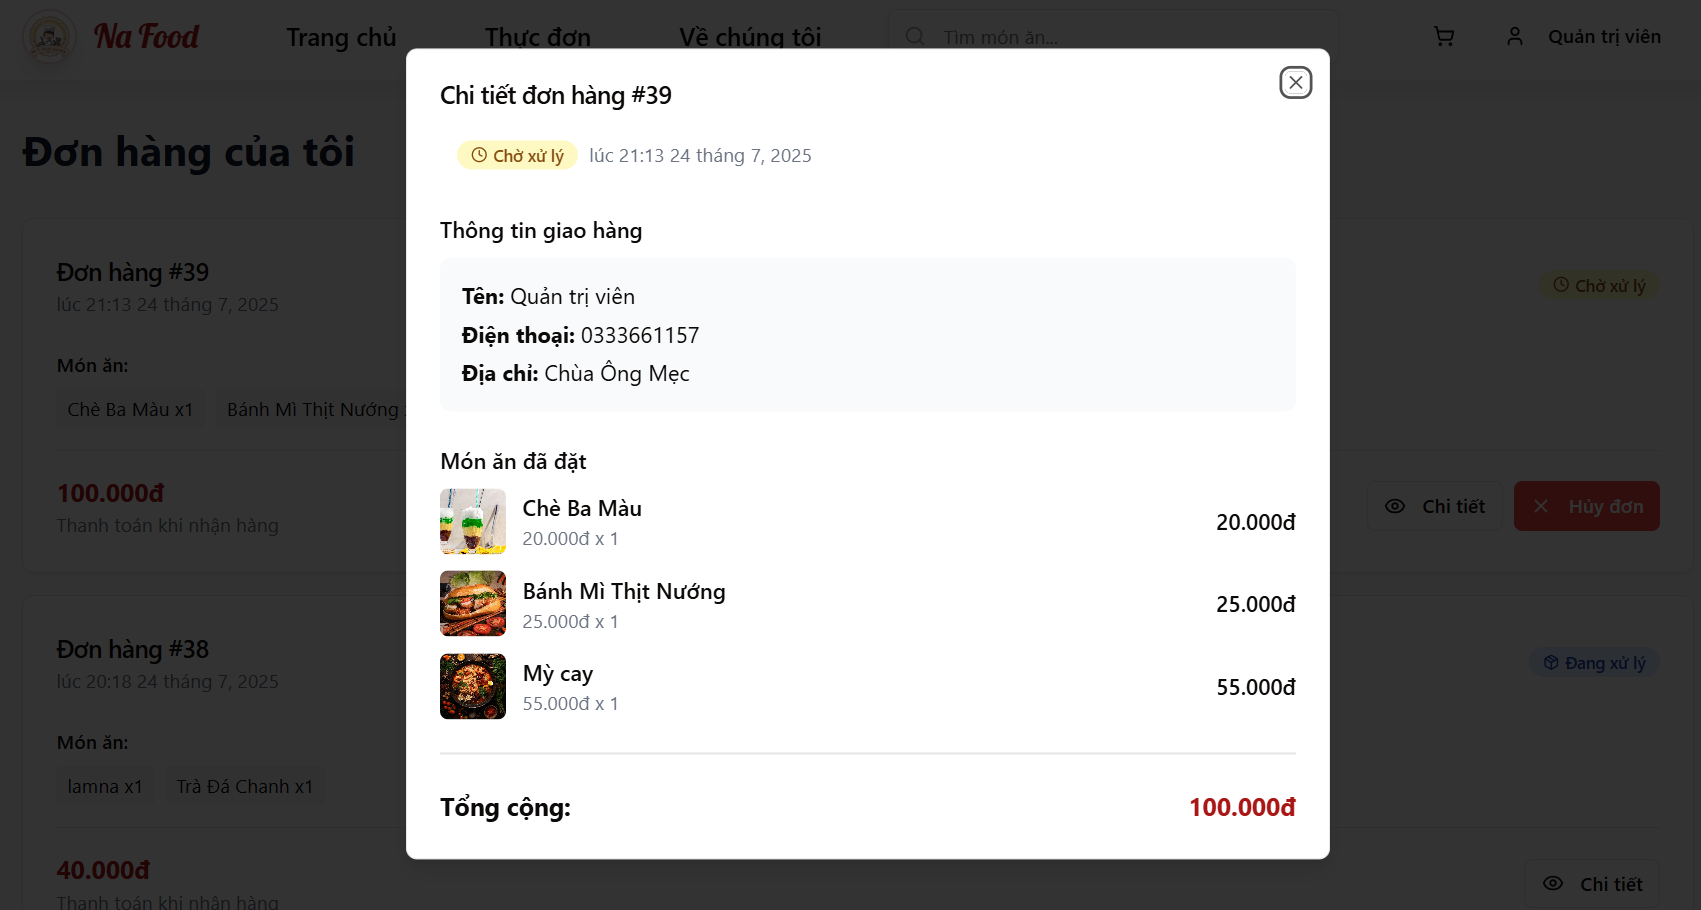 Na Food
Trang chủ
Thực đơn
Về chúng tôi
Tìm món ăn...
Quản trị viên
Đơn hàng của tôi
Đơn hàng #39
lúc 21:13 24 tháng 7, 2025
Chờ xử lý
Món ăn:
Chè Ba Màu x1
Bánh Mì Thịt Nướng
100.000đ
Thanh toán khi nhận hàng
Chi tiết
Hủy đơn
Đơn hàng #38
lúc 20:18 24 tháng 7, 2025
Đang xử lý
Món ăn:
lamna x1
Trà Đá Chanh x1
40.000đ
Thanh toán khi nhận hàng
Chi tiết
Chi tiết đơn hàng #39
Chờ xử lý lúc 21:13 24 tháng 7, 2025
Thông tin giao hàng
Tên: Quản trị viên
Điện thoại: 0333661157
Địa chỉ: Chùa Ông Mẹc
Món ăn đã đặt
Chè Ba Màu
20.000đ x 1
20.000đ
Bánh Mì Thịt Nướng
25.000đ x 1
25.000đ
Mỳ cay
55.000đ x 1
55.000đ
Tổng cộng:
100.000đ